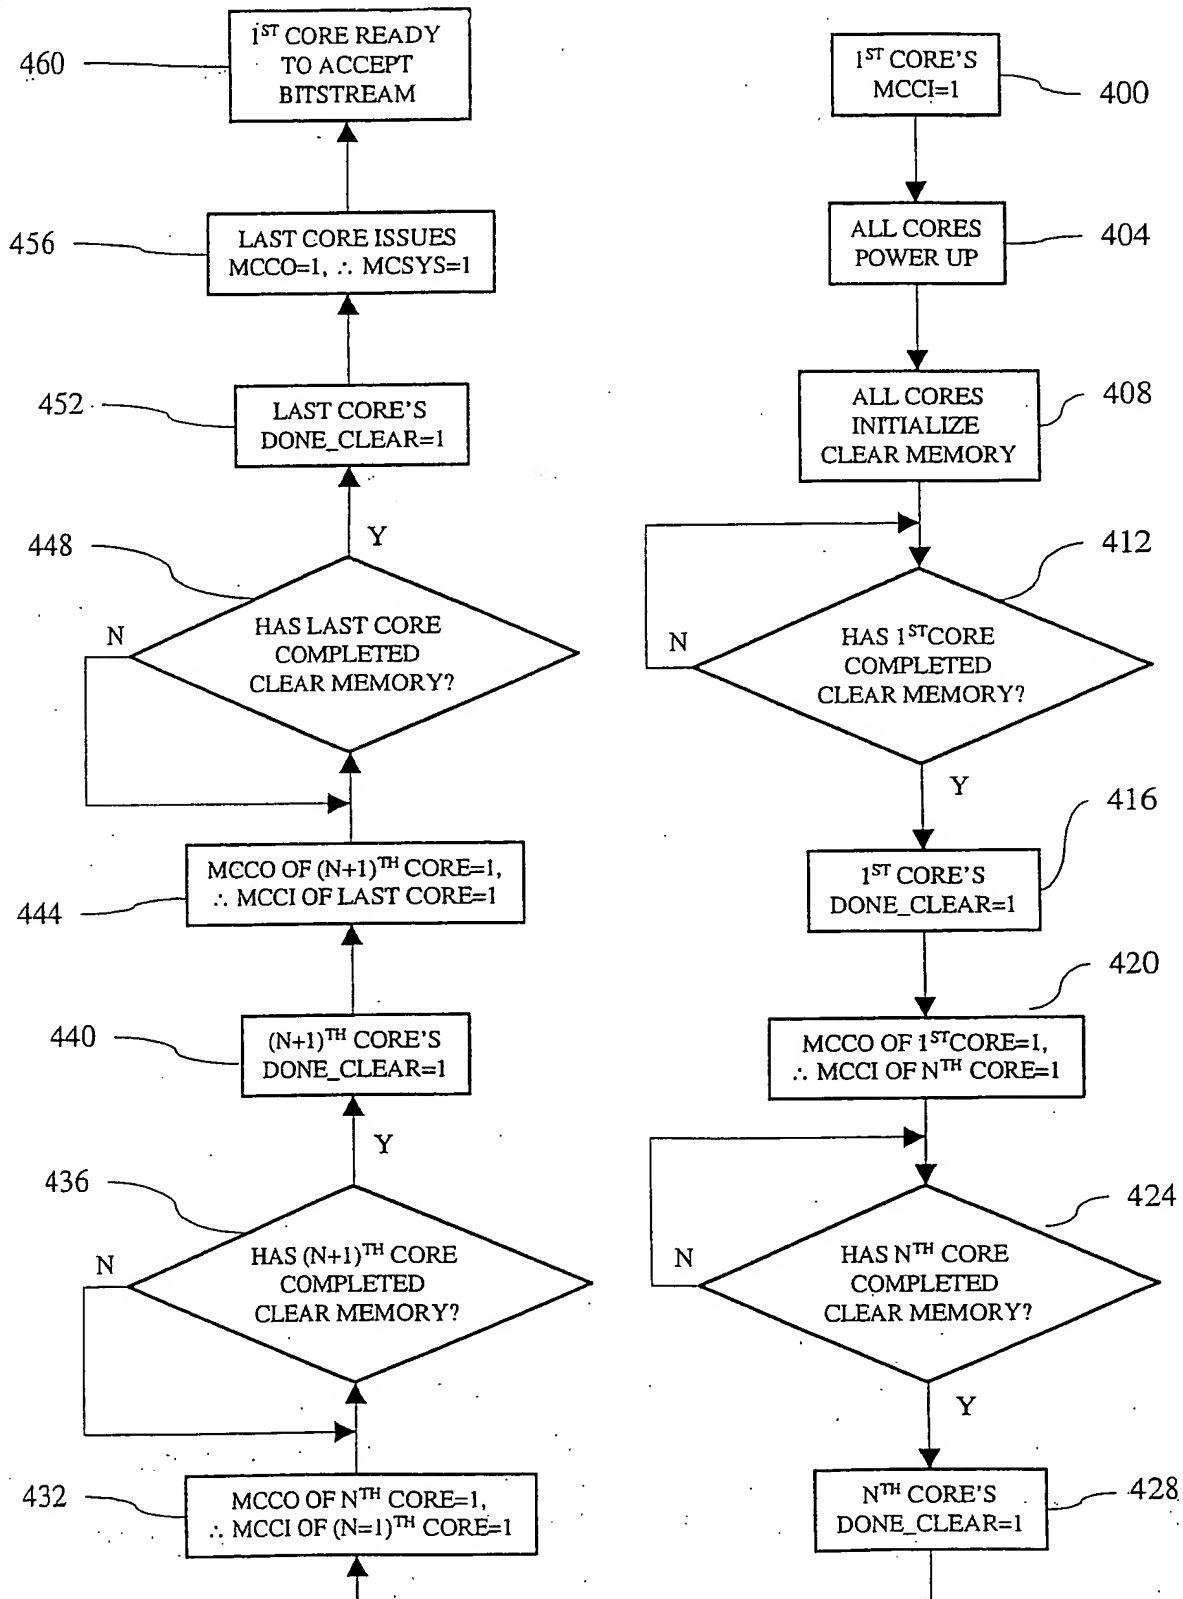 1ST CORE'S
MCCI=1
400
ALL CORES
POWER UP
404
ALL CORES
INITIALIZE
CLEAR MEMORY
408
412
HAS 1ST CORE
COMPLETED
CLEAR MEMORY?
N
Y
416
1ST CORE'S
DONE_CLEAR=1
420
MCCO OF 1ST CORE=1,
∴ MCCI OF NTH CORE=1
424
HAS NTH CORE
COMPLETED
CLEAR MEMORY?
N
Y
NTH CORE'S
DONE_CLEAR=1
428
432
MCCO OF NTH CORE=1,
∴ MCCI OF (N=1)TH CORE=1
436
HAS (N+1)TH CORE
COMPLETED
CLEAR MEMORY?
N
Y
440
(N+1)TH CORE'S
DONE_CLEAR=1
444
MCCO OF (N+1)TH CORE=1,
∴ MCCI OF LAST CORE=1
448
HAS LAST CORE
COMPLETED
CLEAR MEMORY?
N
Y
452
LAST CORE'S
DONE_CLEAR=1
456
LAST CORE ISSUES
MCCO=1, ∴ MCSYS=1
460
1ST CORE READY
TO ACCEPT
BITSTREAM